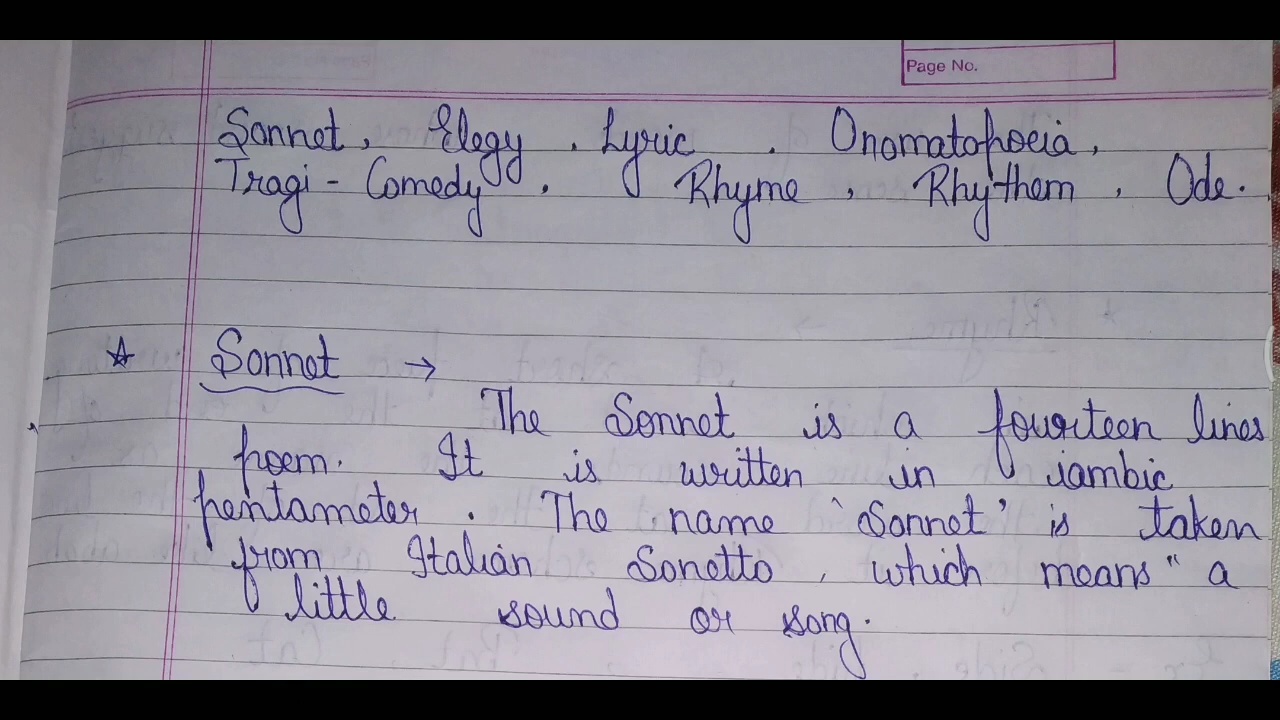 Page No.
Sonnet, Elegy, Lyric, Onomatopoeia,
Tragi-Comedy, Rhyme, Rhythem, Ode.
☆ Sonnet →
The Sonnet is a fourteen lines
poem. It is written in iambic
pentameter. The name 'Sonnet' is taken
from Italian Sonetto, which means "a
little sound or song.